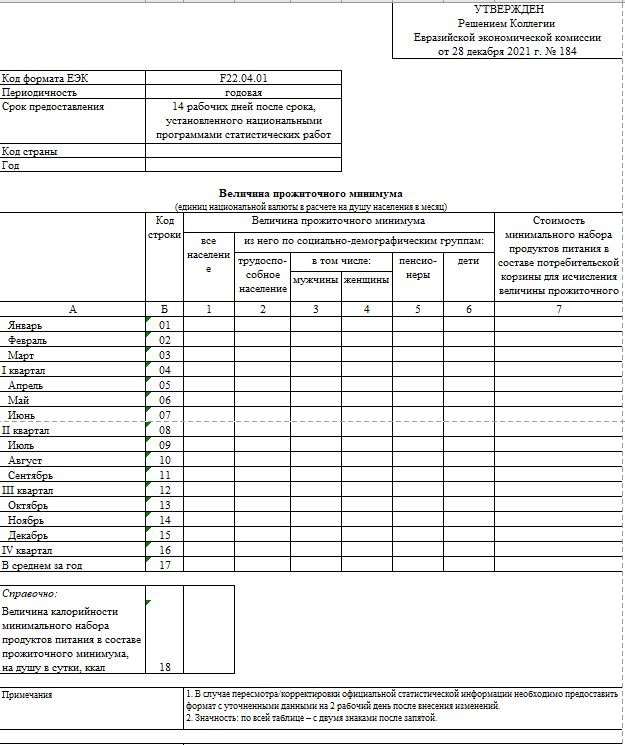 УТВЕРЖДЕН
Решением Коллегии
Евразийской экономической комиссии
от 28 декабря 2021 г. № 184
Код формата ЕЭК F22.04.01
Периодичность годовая
Срок предоставления 14 рабочих дней после срока,
установленного национальными
программами статистических работ
Код страны
Год
Величина прожиточного минимума
(единиц национальной валюты в расчете на душу населения в месяц)
Код
строки
Величина прожиточного минимума
Стоимость
минимального набора
продуктов питания в
составе потребительской
корзины для исчисления
величины прожиточного
все
населени
е
из него по социально-демографическим группам:
трудоспо-
собное
население
в том числе:
мужчины женщины
пенсио-
неры
дети
А Б 1 2 3 4 5 6 7
Январь 01
Февраль 02
Март 03
I квартал 04
Апрель 05
Май 06
Июнь 07
II квартал 08
Июль 09
Август 10
Сентябрь 11
III квартал 12
Октябрь 13
Ноябрь 14
Декабрь 15
IV квартал 16
В среднем за год 17
Справочно:
Величина калорийности
минимального набора
продуктов питания в составе
прожиточного минимума,
на душу в сутки, ккал 18
Примечания
1. В случае пересмотра/корректировки официальной статистической информации необходимо предоставить
формат с уточненными данными на 2 рабочий день после внесения изменений.
2. Значность: по всей таблице – с двумя знаками после запятой.